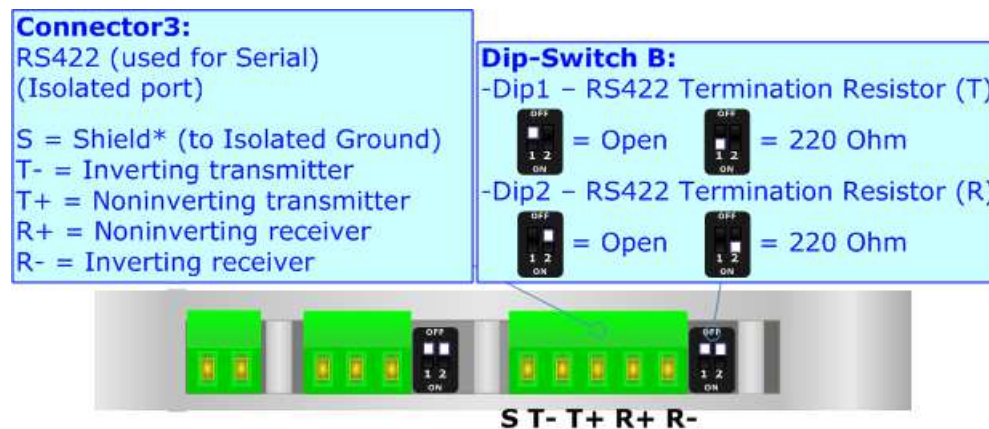 Connector3:
RS422 (used for Serial)
(Isolated port)
S = Shield* (to Isolated Ground)
T- = Inverting transmitter
T+ = Noninverting transmitter
R+ = Noninverting receiver
R- = Inverting receiver
Dip-Switch B:
-Dip1 – RS422 Termination Resistor (T)
OFF
1 2
ON
= Open
OFF
1 2
ON
= 220 Ohm
-Dip2 – RS422 Termination Resistor (R)
OFF
1 2
ON
= Open
OFF
1 2
ON
= 220 Ohm
OFF
1 2
ON
OFF
1 2
ON
S T- T+ R+ R-